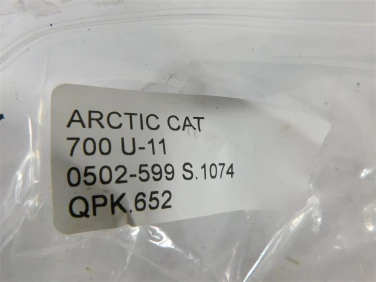 ARCTIC CAT
700 U-11
0502-599 S.1074
QPK.652